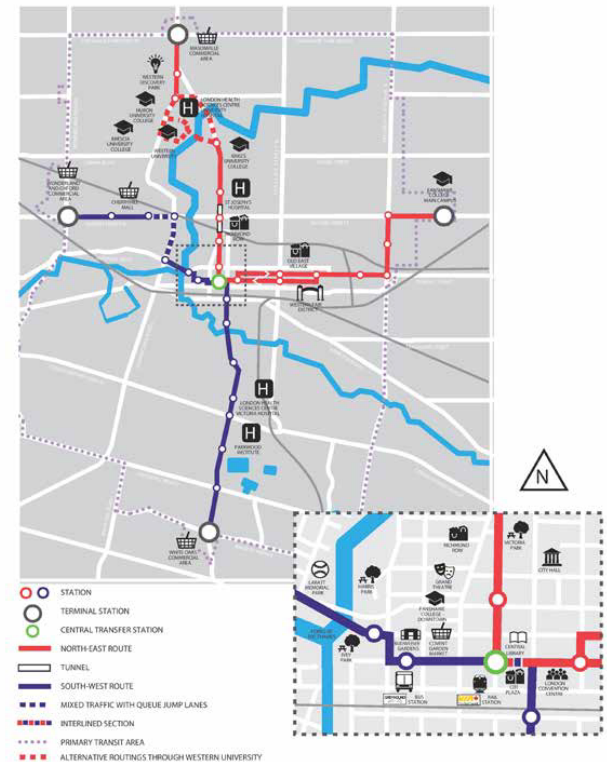 MASONVILLE
COMMERCIAL
AREA
WESTERN
DISCOVERY
PARK
LONDON HEALTH
SCIENCES CENTRE
UNIVERSITY
HOSPITAL
HURON
UNIVERSITY
COLLEGE
BRESCIA
UNIVERSITY
COLLEGE
WESTERN
UNIVERSITY
KING'S
UNIVERSITY
COLLEGE
H
WONDERLAND
AND OXFORD
COMMERCIAL
AREA
CHERRYHILL
MALL
H
ST JOSEPH'S
HOSPITAL
RICHMOND
ROW
FANSHAWE
COLLEGE
MAIN CAMPUS
OLD EAST
VILLAGE
WESTERN FAIR
DISTRICT
H
LONDON HEALTH
SCIENCES CENTRE
VICTORIA HOSPITAL
H
PARKWOOD
INSTITUTE
WHITE OAKS
COMMERCIAL
AREA
N
STATION
TERMINAL STATION
CENTRAL TRANSFER STATION
NORTH-EAST ROUTE
TUNNEL
SOUTH-WEST ROUTE
MIXED TRAFFIC WITH QUEUE JUMP LANES
INTERLINED SECTION
PRIMARY TRANSIT AREA
ALTERNATIVE ROUTINGS THROUGH WESTERN UNIVERSITY
RICHMOND
ROW
VICTORIA
PARK
CITY HALL
LABATT
MEMORIAL
PARK
HARRIS
PARK
GRAND
THEATRE
FANSHAWE
COLLEGE
DOWNTOWN
IVEY
PARK
BUDWEISER
GARDENS
COVENT
GARDEN
MARKET
CENTRAL
LIBRARY
BUS
STATION
RAIL
STATION
CITI
PLAZA
LONDON
CONVENTION
CENTRE